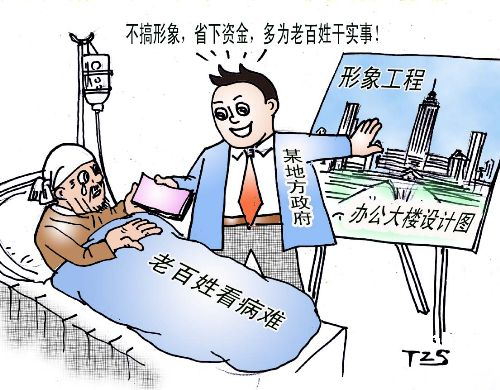 不搞形象，省下资金，多为老百姓干实事！
形象工程
某地方政府
办公大楼设计图
老百姓看病难
TZS